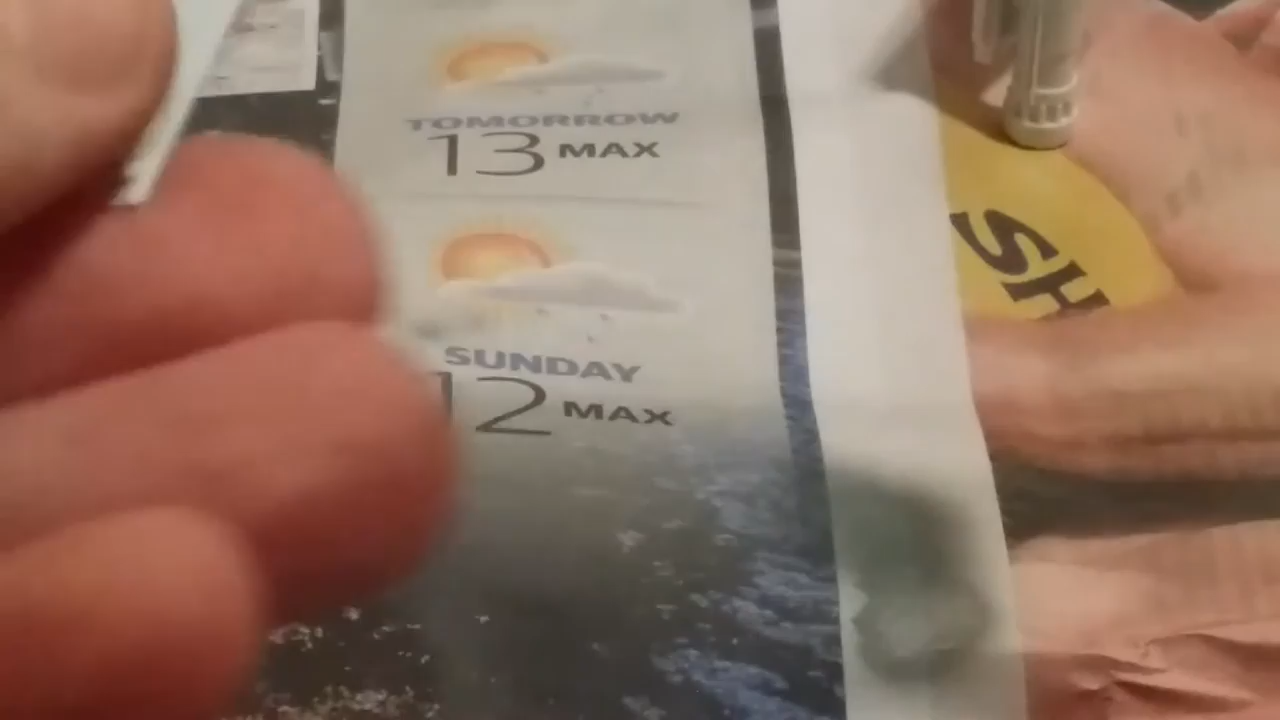 TOMORROW
13 MAX
SUNDAY
12 MAX
SH